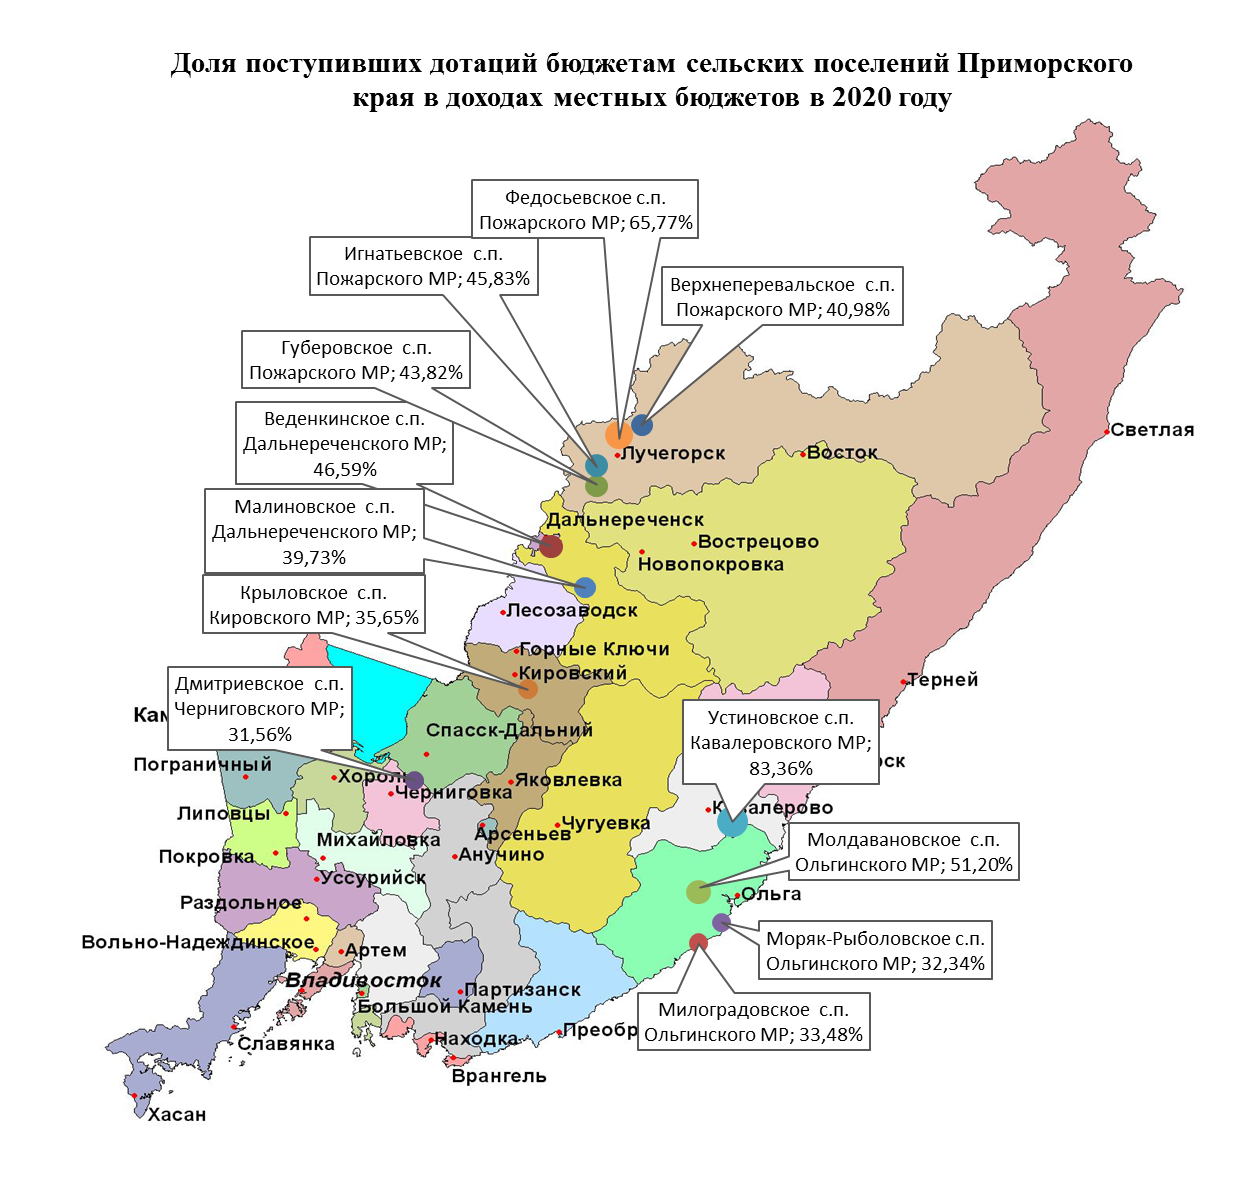 Доля поступивших дотаций бюджетам сельских поселений Приморского
края в доходах местных бюджетов в 2020 году
Федосьевское с.п.
Пожарского МР; 65,77%
Игнатьевское с.п.
Пожарского МР; 45,83%
Верхнеперевальское с.п.
Пожарского МР; 40,98%
Губеровское с.п.
Пожарского МР; 43,82%
Веденкинское с.п.
Дальнереченского МР;
46,59%
Светлая
Лучегорск
Восток
Малиновское с.п.
Дальнереченского МР;
39,73%
Дальнереченск
Вострецово
Новопокровка
Крыловское с.п.
Кировского МР; 35,65%
Лесозаводск
Горные Ключи
Кировский
Терней
Дмитриевское с.п.
Черниговского МР;
31,56%
Кам
Спасск-Дальний
Устиновское с.п.
Кавалеровского МР;
83,36%
рск
Пограничный
Хороль
Яковлевка
Черниговка
Кавалерово
Липовцы
Чугуевка
Арсеньев
Михайловка
Молдавановское с.п.
Ольгинского МР; 51,20%
Покровка
Анучино
Уссурийск
Ольга
Раздольное
Вольно-Надеждинское
Артем
Моряк-Рыболовское с.п.
Ольгинского МР; 32,34%
Владивосток
Партизанск
Большой Камень
Милоградовское с.п.
Ольгинского МР; 33,48%
Преобр
Находка
Славянка
Врангель
Хасан